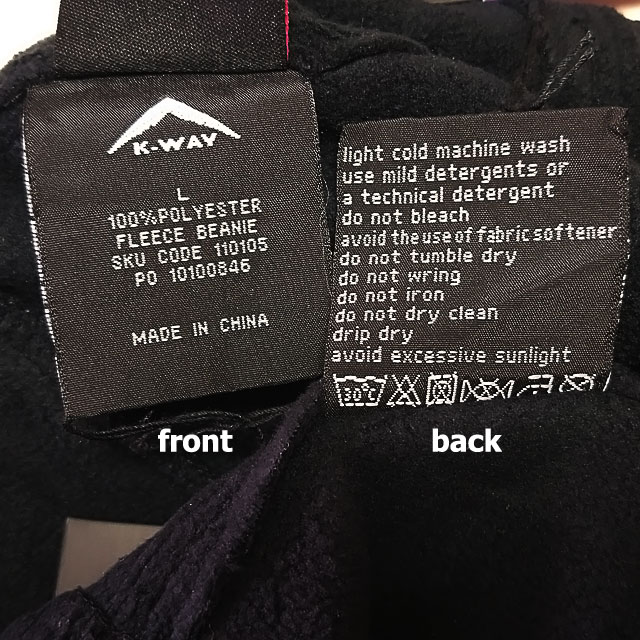 K-WAY
L
100%POLYESTER
FLEECE BEANIE
SKU CODE 110105
PO 10100846
MADE IN CHINA
front
light cold machine wash
use mild detergents or
a technical detergent
do not bleach
avoid the use of fabric softener
do not tumble dry
do not wring
do not iron
do not dry clean
drip dry
avoid excessive sunlight
30°C
back